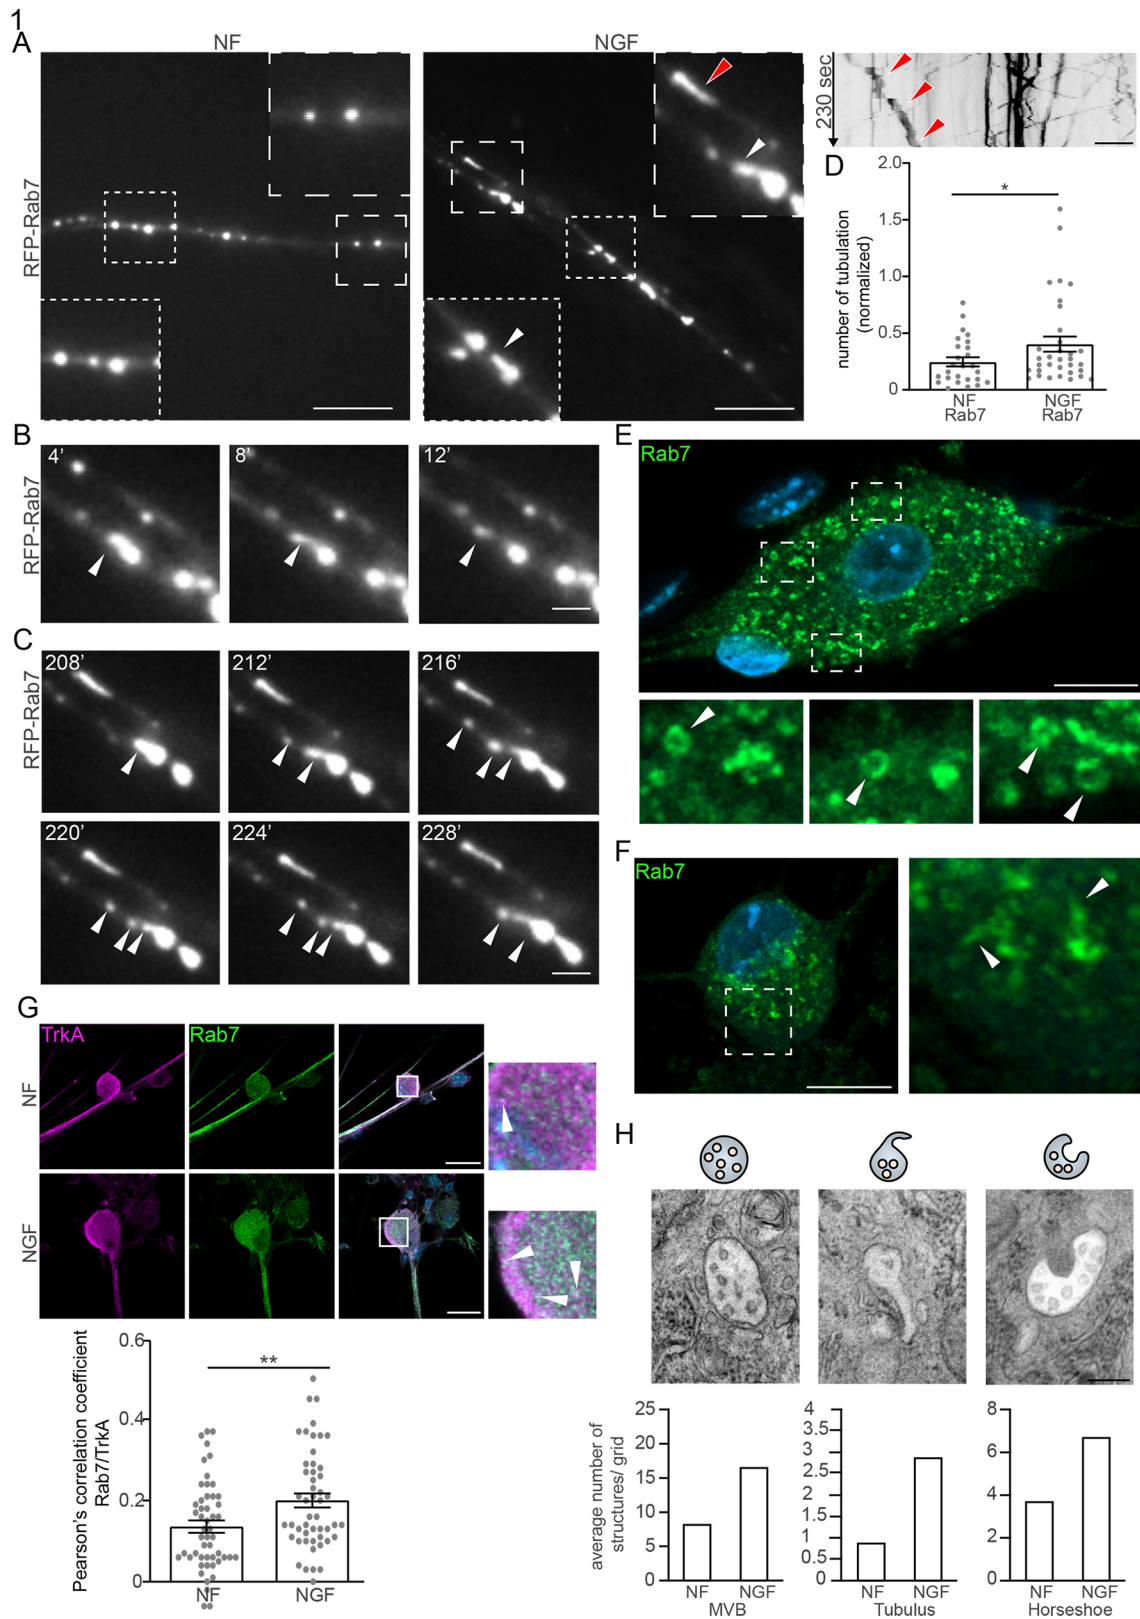 1
A
NF
NGF
RFP-Rab7
230 sec
D
2.0
1.5
1.0
0.5
0
number of tubulation
(normalized)
*
NF
Rab7
NGF
Rab7
B
RFP-Rab7
4’
8’
12’
C
RFP-Rab7
208’
212’
216’
220’
224’
228’
E
Rab7
F
Rab7
G
TrkA
Rab7
NF
NGF
Pearson’s correlation coefficient
Rab7/TrkA
0.6
0.4
0.2
0
**
NF
NGF
H
average number of
structures/ grid
25
20
15
10
5
0
NF
NGF
MVB
4
3.5
3
2.5
2
1.5
1
0.5
0
NF
NGF
Tubulus
8
6
4
2
0
NF
NGF
Horseshoe